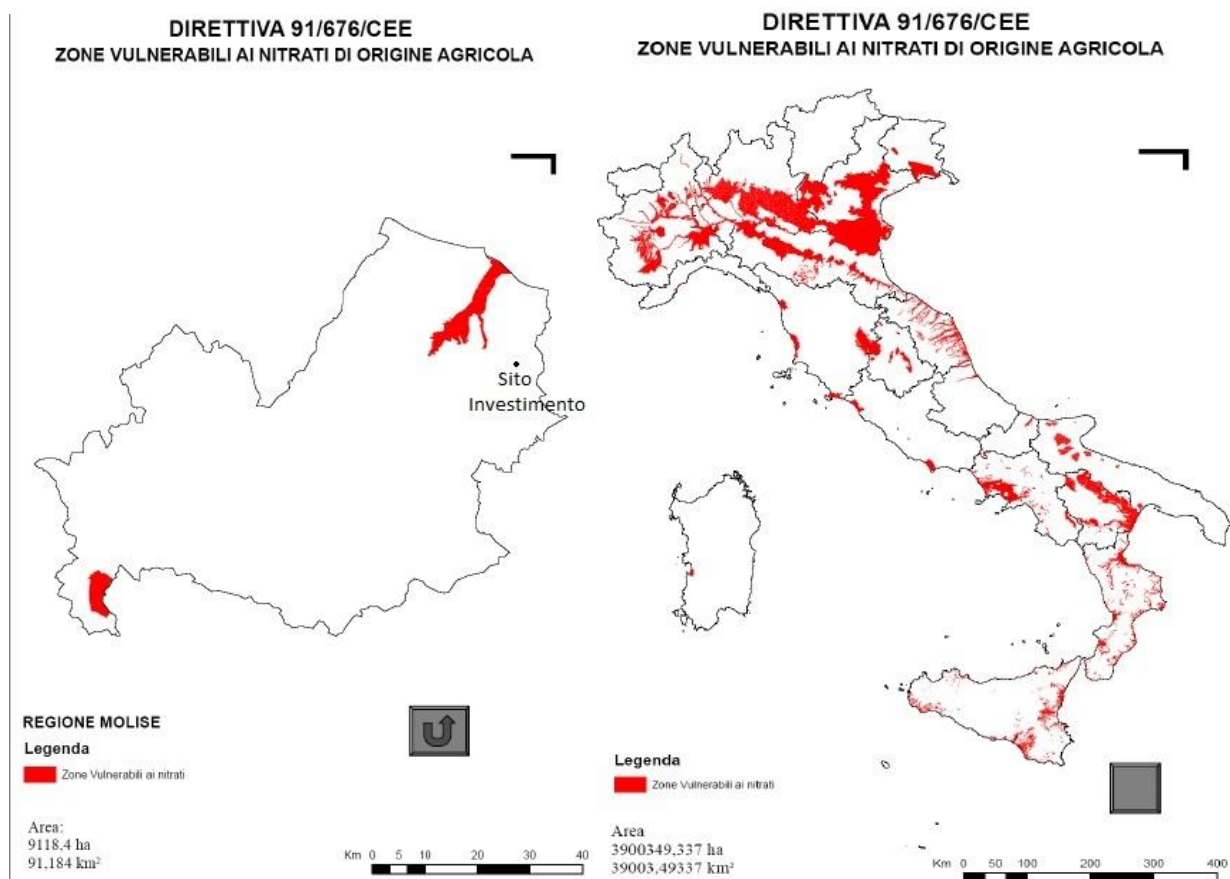 DIRETTIVA 91/676/CEE
ZONE VULNERABILI AI NITRATI DI ORIGINE AGRICOLA
Sito
Investimento
REGIONE MOLISE
Legenda
Zone Vulnerabili ai nitrati
Area:
9118,4 ha
91,184 km²
Km 0 5 10 20 30 40
DIRETTIVA 91/676/CEE
ZONE VULNERABILI AI NITRATI DI ORIGINE AGRICOLA
Legenda
Zone Vulnerabili ai nitrati
Area
3900349,337 ha
39003,49337 km²
Km 0 50 100 200 300 400